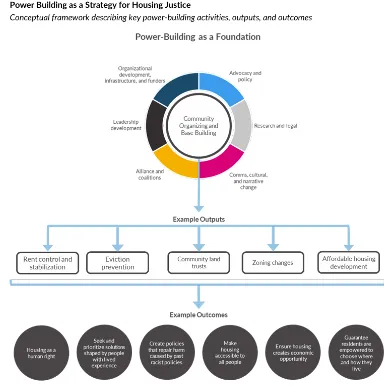 Power Building as a Strategy for Housing Justice
Conceptual framework describing key power-building activities, outputs, and outcomes
Power-Building as a Foundation
Organizational
development,
infrastructure, and funders
Advocacy and
policy
Leadership
development
Community
Organizing and
Base Building
Research and legal
Alliance and
coalitions
Comms, cultural,
and narrative
change
Example Outputs
Rent control and
stabilization
Eviction
prevention
Community land
trusts
Zoning changes
Affordable housing
development
Example Outcomes
Housing as a
human right
Seek and
prioritize solutions
shaped by people
with lived
experience
Create policies
that repair harm
caused by past
racist policies
Make
housing
accessible to
all people
Ensure housing
creates economic
opportunity
Guarantee
residents are
empowered to
choose where
and how they
live